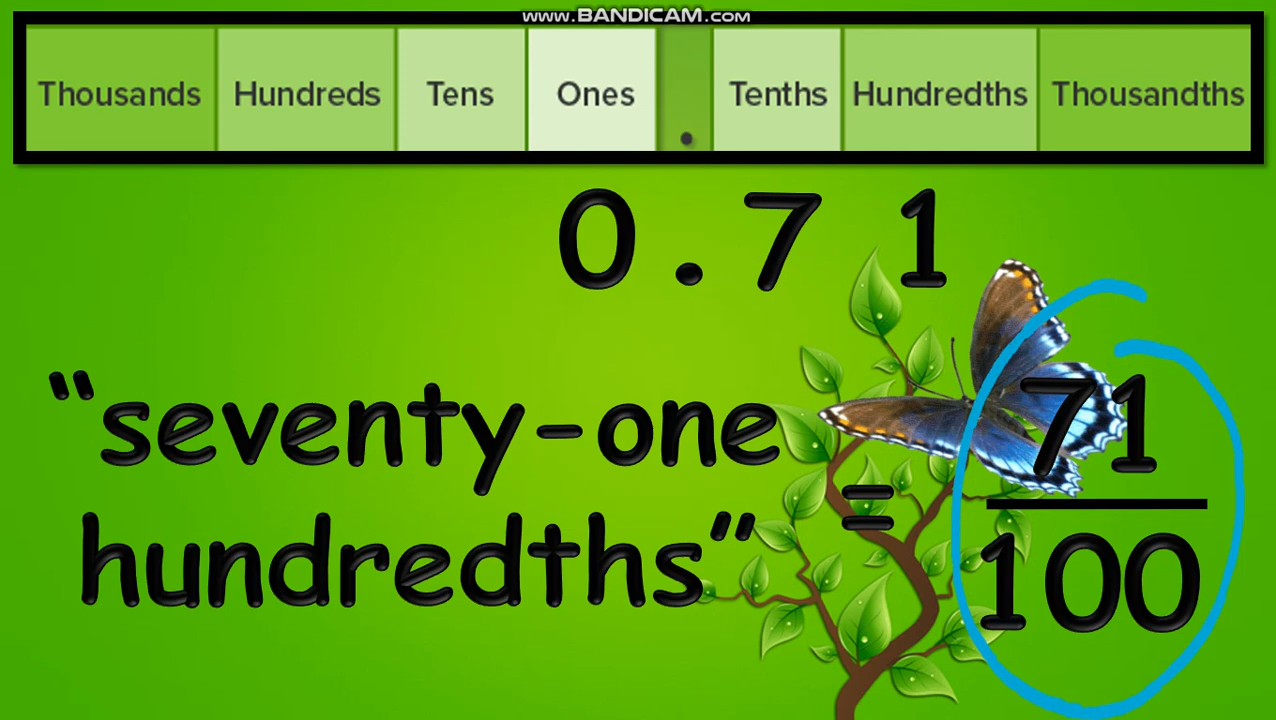 www.BANDICAM.com
Thousands Hundreds Tens Ones . Tenths Hundredths Thousandths
0.71
"seventy-one
hundredths"
=
71
100